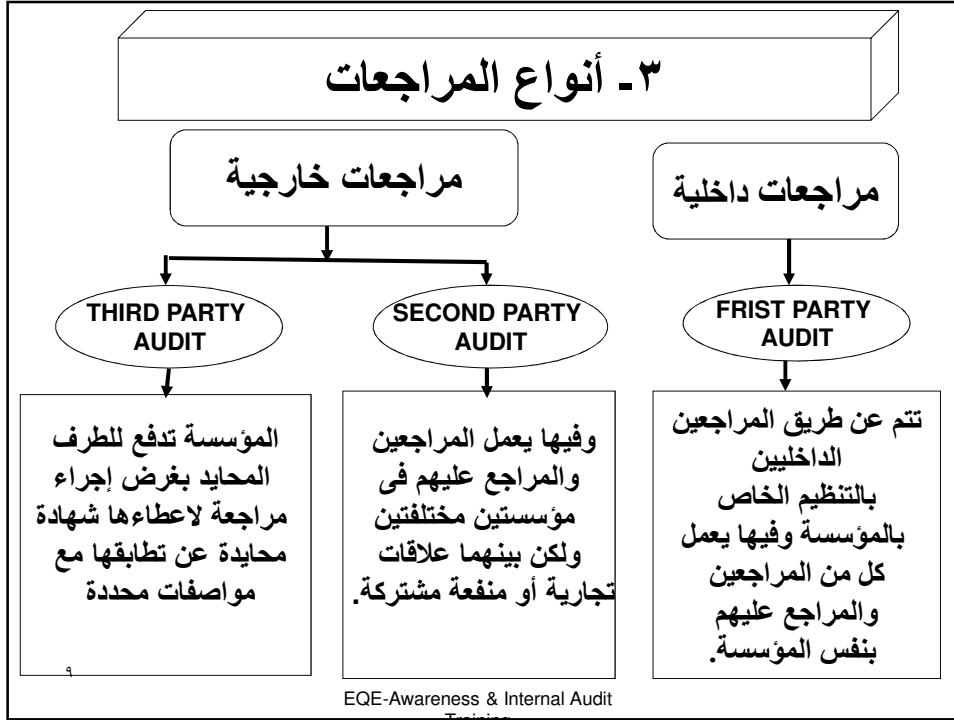 ٣- أنواع المراجعات
مراجعات داخلية
مراجعات خارجية
FRIST PARTY
AUDIT
SECOND PARTY
AUDIT
THIRD PARTY
AUDIT
تتم عن طريق المراجعين
الداخليين
بالتنظيم الخاص
بالمؤسسة وفيها يعمل
كل من المراجعين
والمراجع عليهم
بنفس المؤسسة.
وفيها يعمل المراجعين
والمراجع عليهم فى
مؤسستين مختلفتين
ولكن بينهما علاقات
تجارية أو منفعة مشتركة.
المؤسسة تدفع للطرف
المحايد بغرض إجراء
مراجعة لاعطاءها شهادة
محايدة عن تطابقها مع
مواصفات محددة
٩
EQE-Awareness & Internal Audit
Training